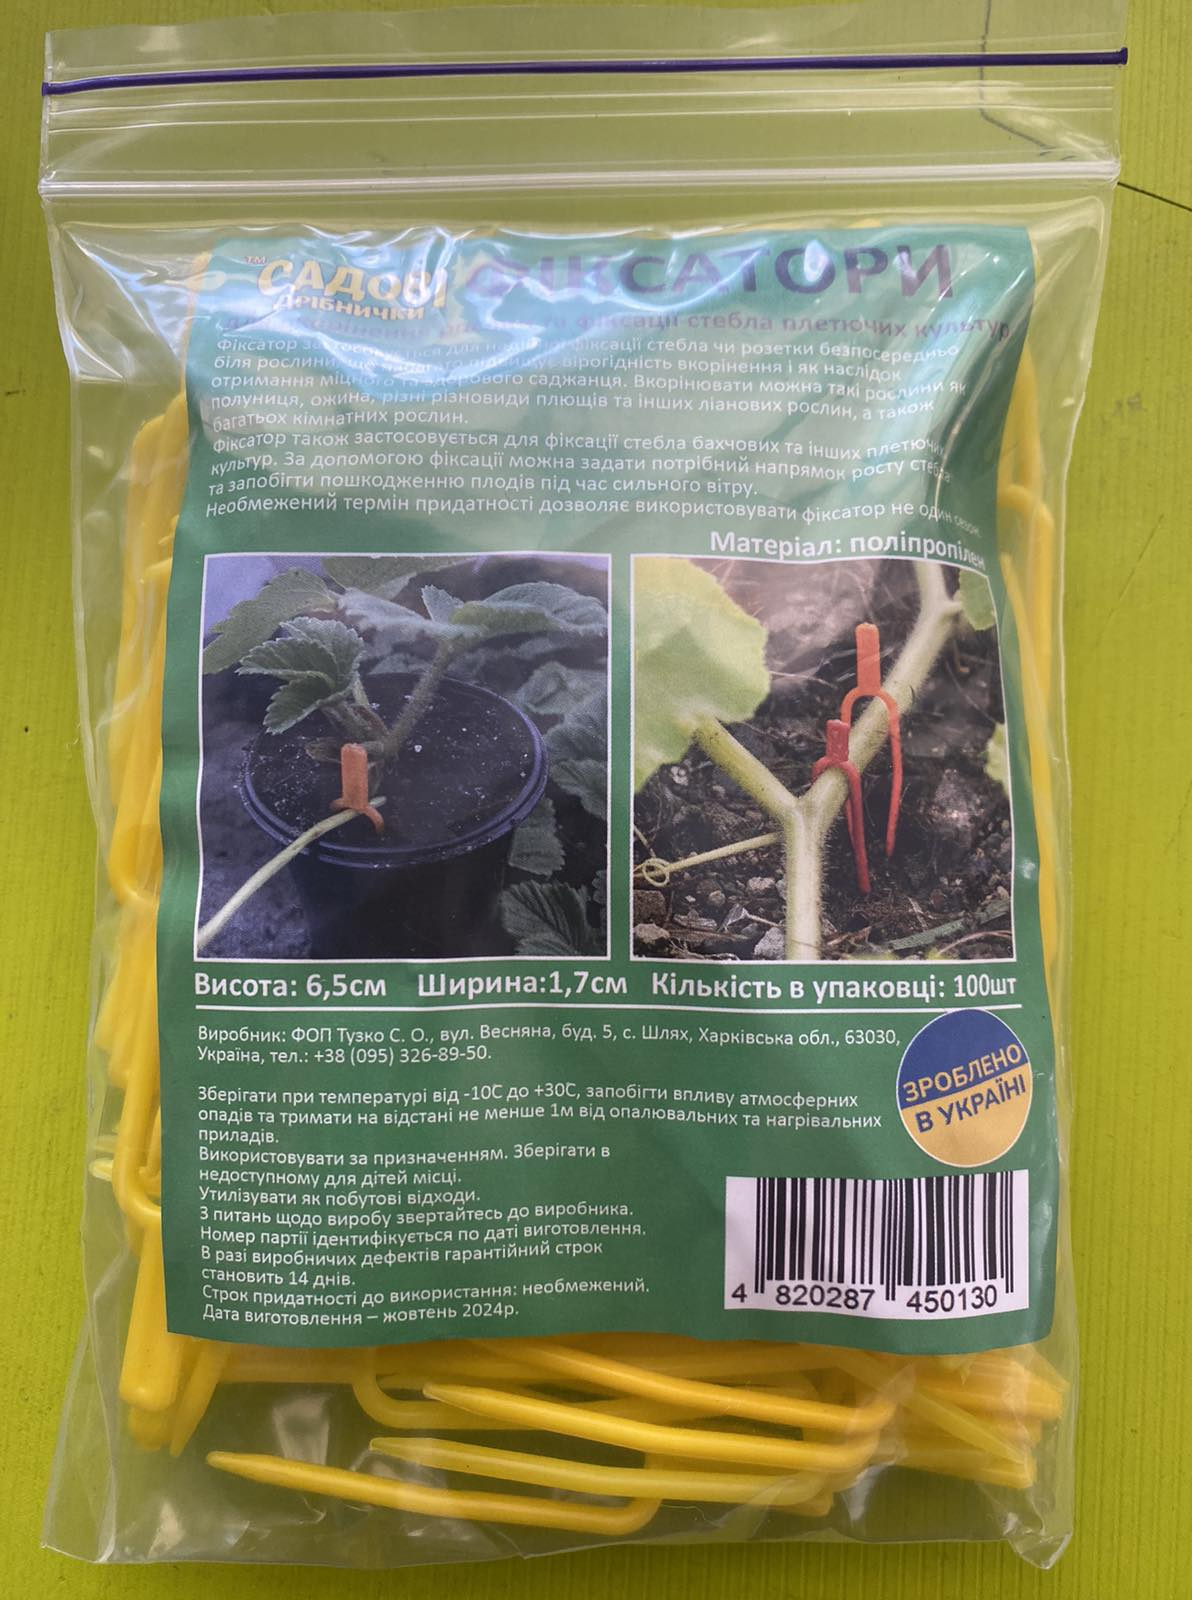 ТМ
САДОВІ
ДРІБНИЧКИ
ФІКСАТОРИ
та фіксації стебла плетючих культур
Фіксатор застосовується для надійної фіксації стебла чи розетки безпосередньо
біля рослини, що підвищує вірогідність вкорінення і як наслідок
отримання міцного та здорового саджанця. Вкорінювати можна такі рослини як
полуниця, ожина, різні різновиди плющів та інших ліанових рослин, а також
багатьох кімнатних рослин.
Фіксатор також застосовується для фіксації стебла бахчових та інших плетючих
культур. За допомогою фіксації можна задати потрібний напрямок росту стебла
та запобігти пошкодженню плодів під час сильного вітру.
Необмежений термін придатності дозволяє використовувати фіксатор не один сезон.
Матеріал: поліпропілен
Висота: 6,5см Ширина:1,7см Кількість в упаковці: 100шт
Виробник: ФОП Тузко С. О., вул. Весняна, буд. 5, с. Шлях, Харківська обл., 63030,
Україна, тел.: +38 (095) 326-89-50.
ЗРОБЛЕНО
В УКРАЇНІ
Зберігати при температурі від -10С до +30С, запобігти впливу атмосферних
опадів та тримати на відстані не менше 1м від опалювальних та нагрівальних
приладів.
Використовувати за призначенням. Зберігати в
недоступному для дітей місці.
Утилізувати як побутові відходи.
З питань щодо виробу звертайтесь до виробника.
Номер партії ідентифікується по даті виготовлення.
В разі виробничих дефектів гарантійний строк
становить 14 днів.
Строк придатності до використання: необмежений.
Дата виготовлення – жовтень 2024р.
4 820287 450130